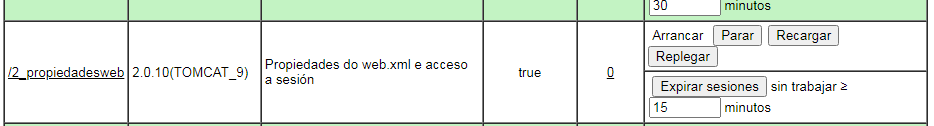 30 minutos
/2_propiedadesweb 2.0.10(TOMCAT_9) Propiedades do web.xml e acceso a sesión true 0
Arrancar Parar Recargar
Replegar
Expirar sesiones sin trabajar ≥
15 minutos